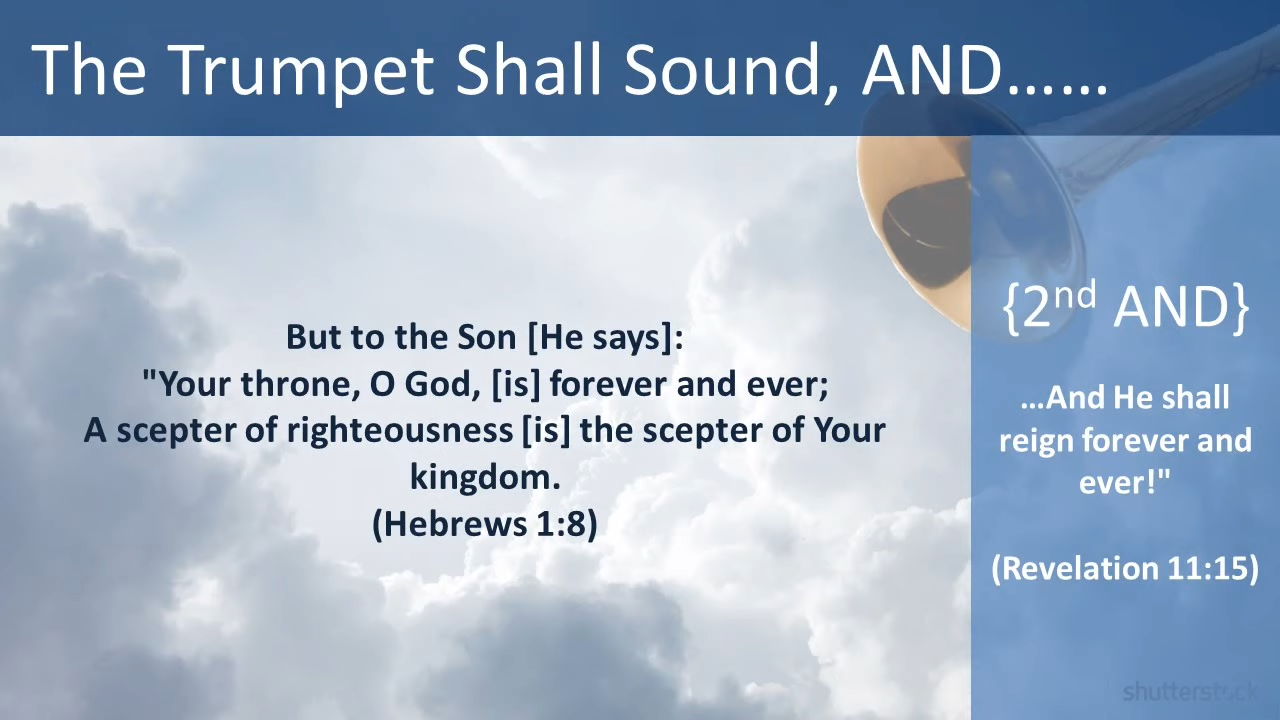 The Trumpet Shall Sound, AND……
But to the Son [He says]:
"Your throne, O God, [is] forever and ever;
A scepter of righteousness [is] the scepter of Your
kingdom.
(Hebrews 1:8)
{2nd AND}
…And He shall
reign forever and
ever!"
(Revelation 11:15)
shutterstock